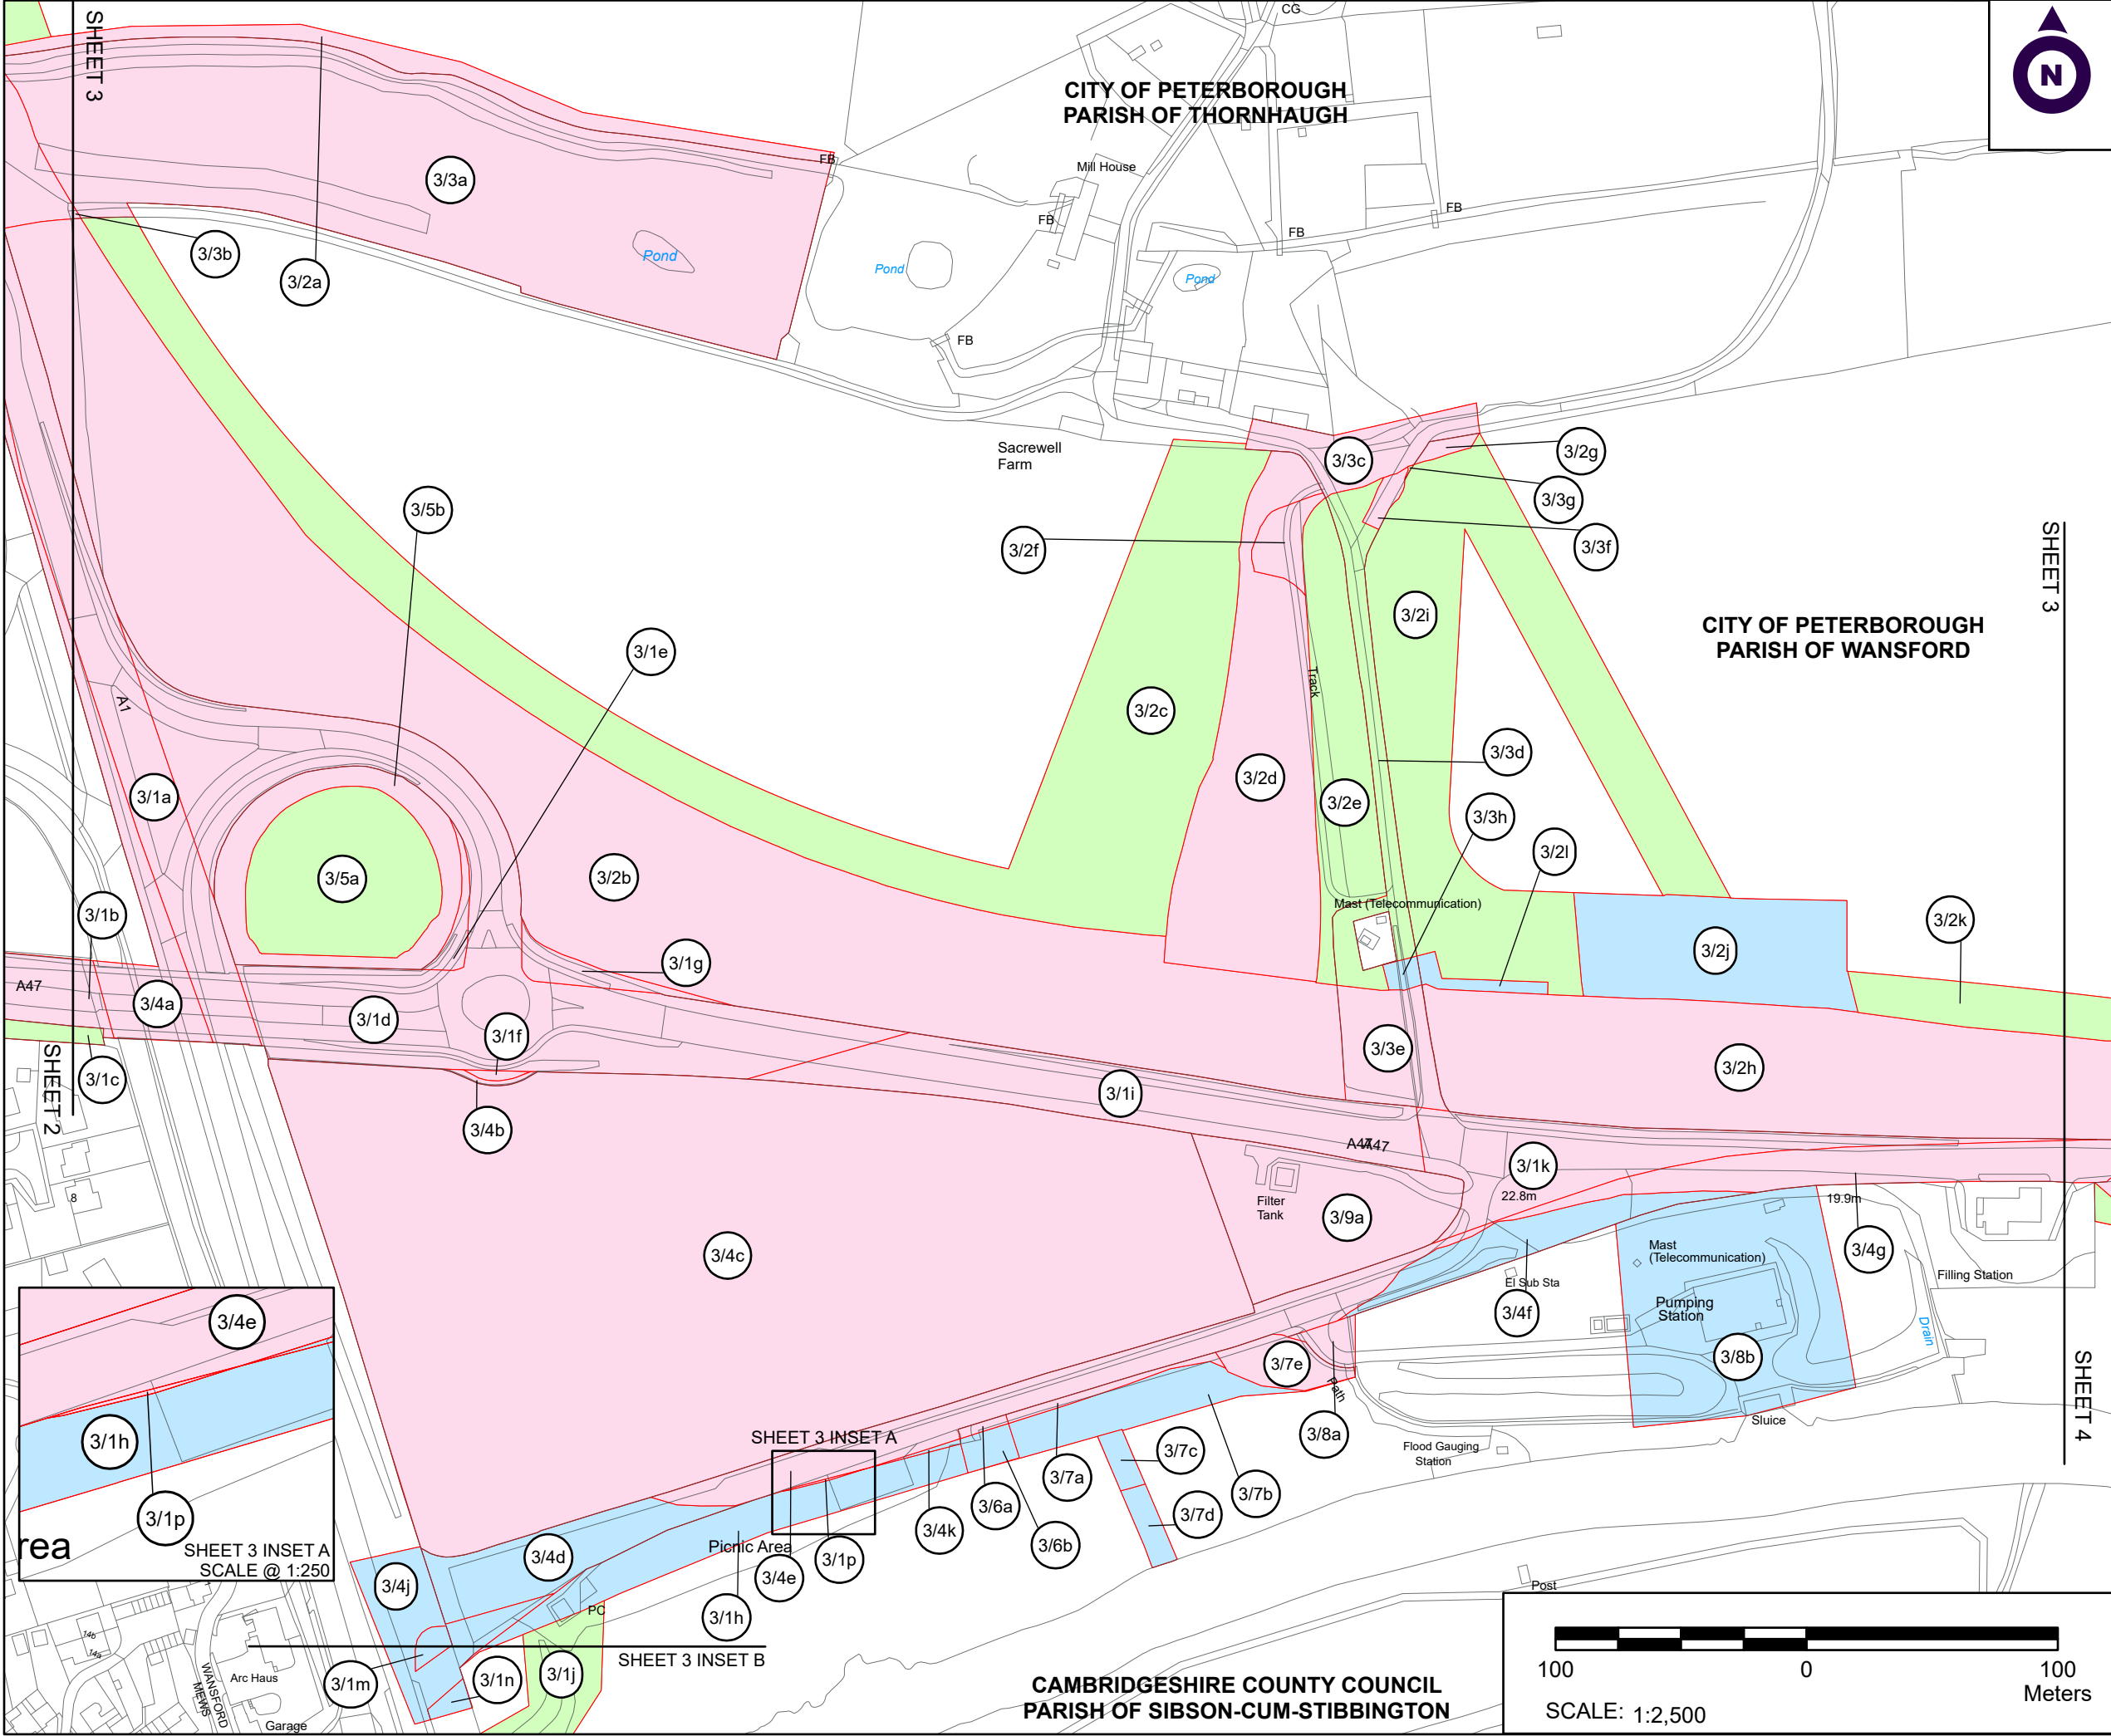 SHEET 3
CG
N
CITY OF PETERBOROUGH
PARISH OF THORNHAUGH
FB
Mill House
3/3a
FB
FB
FB
3/3b
Pond
Pond
Pond
3/2a
FB
Sacrewell
Farm
3/3c
3/2g
3/3g
3/5b
3/2f
3/3f
SHEET 3
3/2i
CITY OF PETERBOROUGH
PARISH OF WANSFORD
3/1e
Track
A1
3/2c
3/3d
3/2d
3/1a
3/2e
3/3h
3/2l
3/5a
3/2b
Mast (Telecommunication)
3/1b
3/2k
3/2j
3/1g
A47
3/4a
3/1d
3/1f
3/3e
3/2h
SHEET 2
3/1c
3/1i
3/4b
A47
A47
3/1k
8
22.8m
19.9m
Filter
Tank
3/9a
3/4c
3/4g
Mast
(Telecommunication)
Filling Station
El Sub Sta
3/4e
3/4f
Pumping
Station
Drain
3/7e
3/8b
Path
SHEET 4
3/1h
3/8a
Sluice
SHEET 3 INSET A
Flood Gauging
Station
3/7c
3/7a
3/7b
3/6a
3/7d
3/1p
rea
SHEET 3 INSET A
SCALE @ 1:250
3/4k
3/6b
Picnic Area
3/4d
3/1p
3/4e
3/4j
Post
PC
3/1h
14b
14a
SHEET 3 INSET B
WANSFORD
MEWS
Arc Haus
3/1m
3/1n
3/1j
Garage
CAMBRIDGESHIRE COUNTY COUNCIL
PARISH OF SIBSON-CUM-STIBBINGTON
100 0 100
Meters
SCALE: 1:2,500